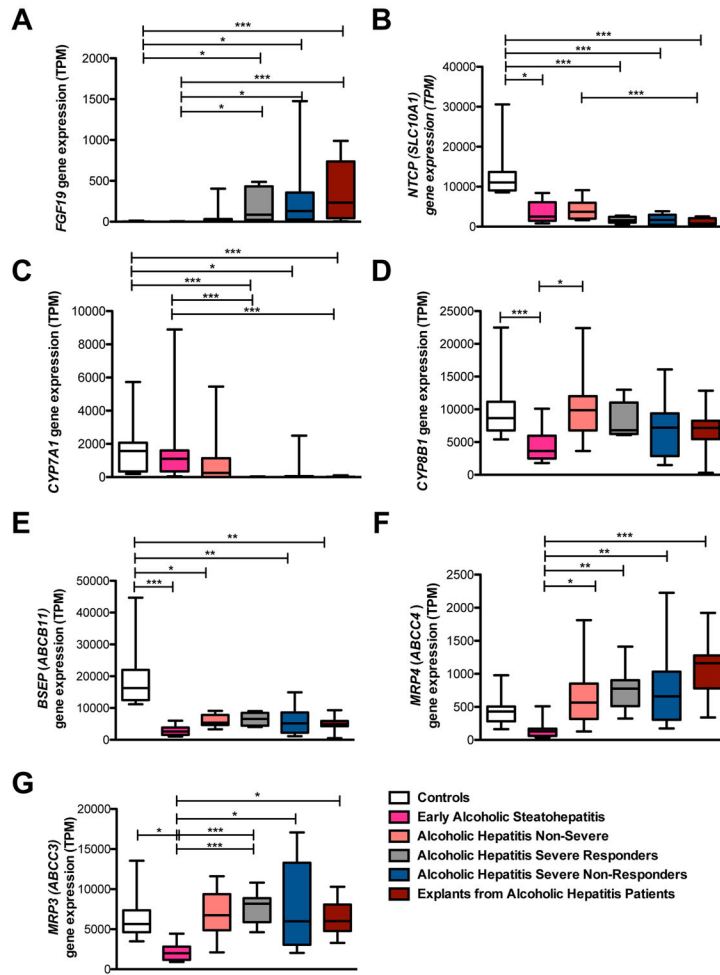 A
***
*
*
***
*
*
FGF19 gene expression (TPM)
2000
1500
1000
500
0
B
***
***
***
*
***
NTCP (SLC10A1)
gene expression (TPM)
40000
30000
20000
10000
0
C
***
*
***
***
***
CYP7A1 gene expression (TPM)
10000
8000
6000
4000
2000
0
D
*
***
CYP8B1 gene expression (TPM)
25000
20000
15000
10000
5000
0
E
**
**
*
***
BSEP (ABCB11)
gene expression (TPM)
50000
40000
30000
20000
10000
0
F
***
**
**
*
MRP4 (ABCC4 )
gene expression (TPM)
2500
2000
1500
1000
500
0
G
*
*
* ***
***
MRP3 (ABCC3)
gene expression (TPM)
20000
15000
10000
5000
0
Controls
Early Alcoholic Steatohepatitis
Alcoholic Hepatitis Non-Severe
Alcoholic Hepatitis Severe Responders
Alcoholic Hepatitis Severe Non-Responders
Explants from Alcoholic Hepatitis Patients